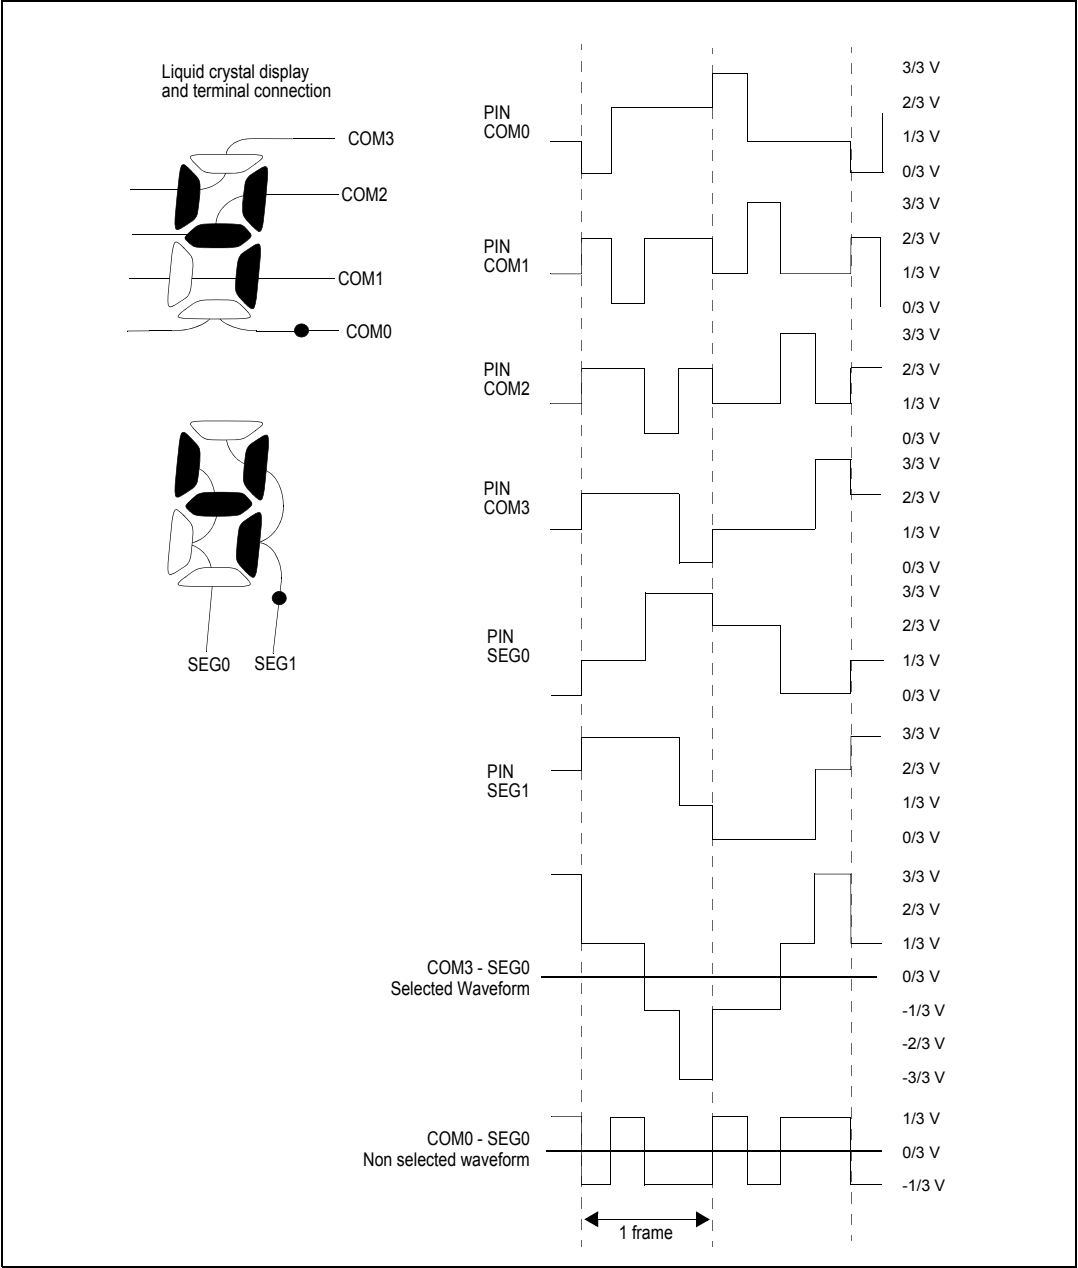 Liquid crystal display
and terminal connection
COM3
COM2
COM1
COM0
SEG0
SEG1
PIN
COM0
3/3 V
2/3 V
1/3 V
0/3 V
PIN
COM1
3/3 V
2/3 V
1/3 V
0/3 V
PIN
COM2
3/3 V
2/3 V
1/3 V
0/3 V
PIN
COM3
3/3 V
2/3 V
1/3 V
0/3 V
PIN
SEG0
3/3 V
2/3 V
1/3 V
0/3 V
PIN
SEG1
3/3 V
2/3 V
1/3 V
0/3 V
COM3 - SEG0
Selected Waveform
3/3 V
2/3 V
1/3 V
0/3 V
-1/3 V
-2/3 V
-3/3 V
COM0 - SEG0
Non selected waveform
1/3 V
0/3 V
-1/3 V
1 frame